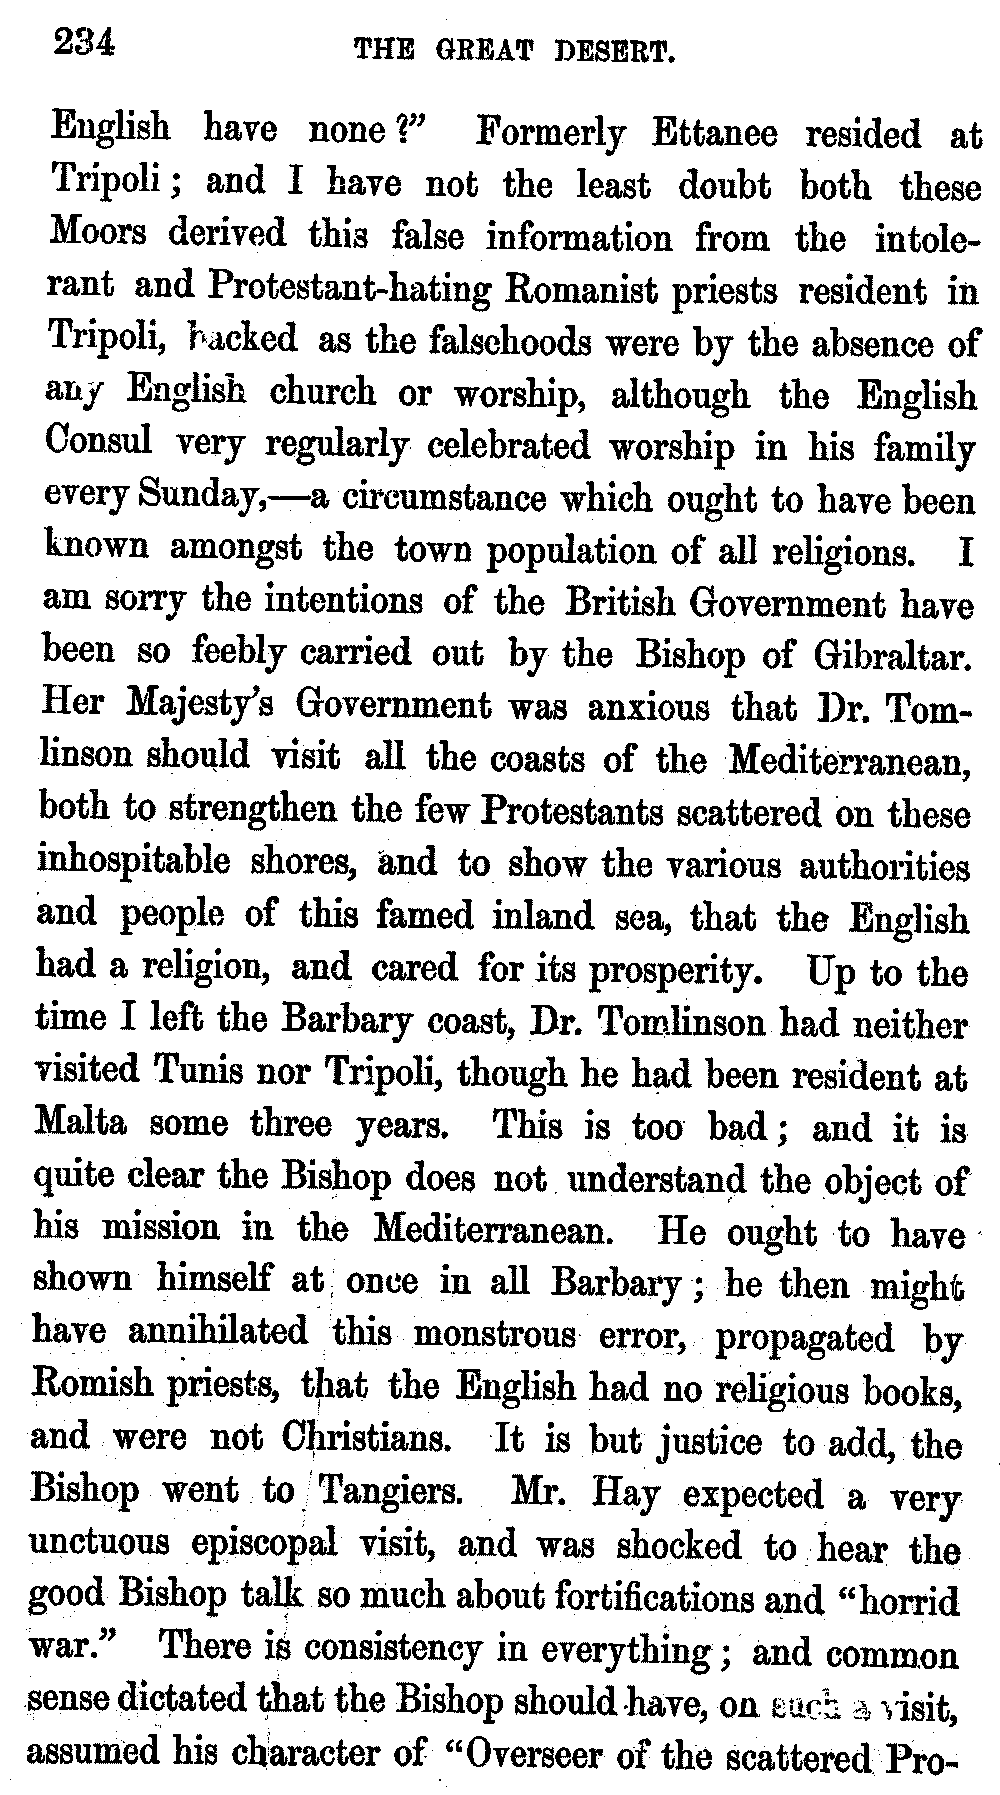 234 THE GREAT DESERT.
English have none?” Formerly Ettanee resided at
Tripoli; and I have not the least doubt both these
Moors derived this false information from the intole-
rant and Protestant-hating Romanist priests resident in
Tripoli, backed as the falsehoods were by the absence of
any English church or worship, although the English
Consul very regularly celebrated worship in his family
every Sunday,—a circumstance which ought to have been
known amongst the town population of all religions. I
am sorry the intentions of the British Government have
been so feebly carried out by the Bishop of Gibraltar.
Her Majesty’s Government was anxious that Dr. Tom-
linson should visit all the coasts of the Mediterranean,
both to strengthen the few Protestants scattered on these
inhospitable shores, and to show the various authorities
and people of this famed inland sea, that the English
had a religion, and cared for its prosperity. Up to the
time I left the Barbary coast, Dr. Tomlinson had neither
visited Tunis nor Tripoli, though he had been resident at
Malta some three years. This is too bad; and it is
quite clear the Bishop does not understand the object of
his mission in the Mediterranean. He ought to have
shown himself at once in all Barbary; he then might
have annihilated this monstrous error, propagated by
Romish priests, that the English had no religious books,
and were not Christians. It is but justice to add, the
Bishop went to Tangiers. Mr. Hay expected a very
unctuous episcopal visit, and was shocked to hear the
good Bishop talk so much about fortifications and “horrid
war.” There is consistency in everything; and common
sense dictated that the Bishop should have, on such a visit,
assumed his character of “Overseer of the scattered Pro-